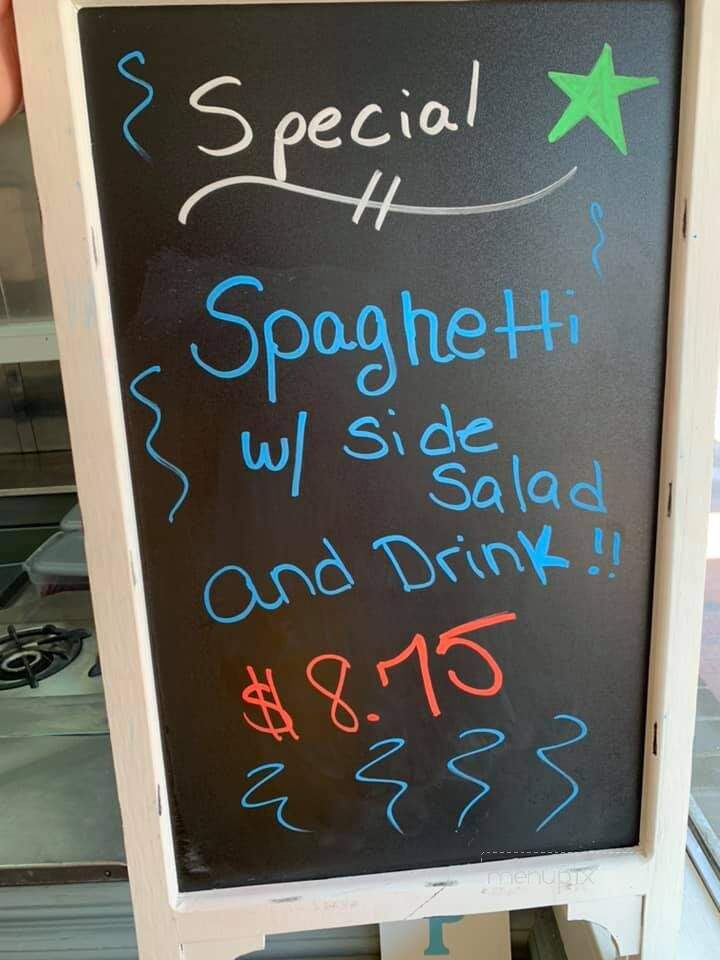 Special
Spaghetti
w/ side
Salad
and Drink!!
$8.75
menupix
P